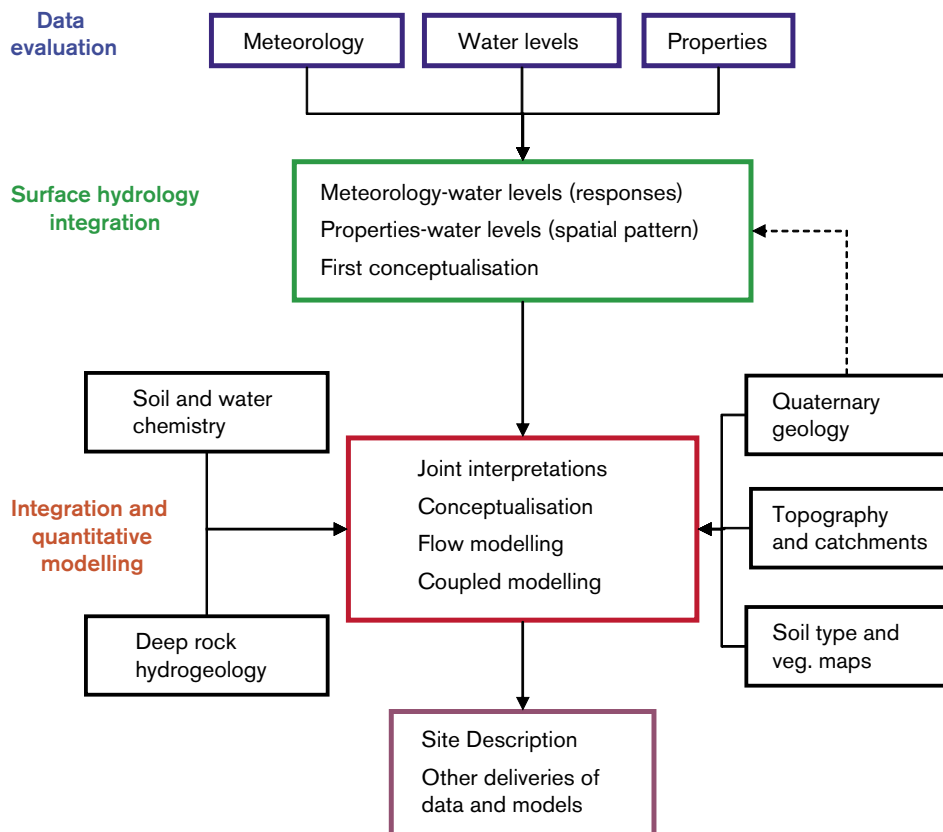 Data
evaluation
Meteorology
Water levels
Properties
Surface hydrology
integration
Meteorology-water levels (responses)
Properties-water levels (spatial pattern)
First conceptualisation
Soil and water
chemistry
Quaternary
geology
Integration and
quantitative
modelling
Joint interpretations
Conceptualisation
Flow modelling
Coupled modelling
Topography
and catchments
Deep rock
hydrogeology
Soil type and
veg. maps
Site Description
Other deliveries of
data and models